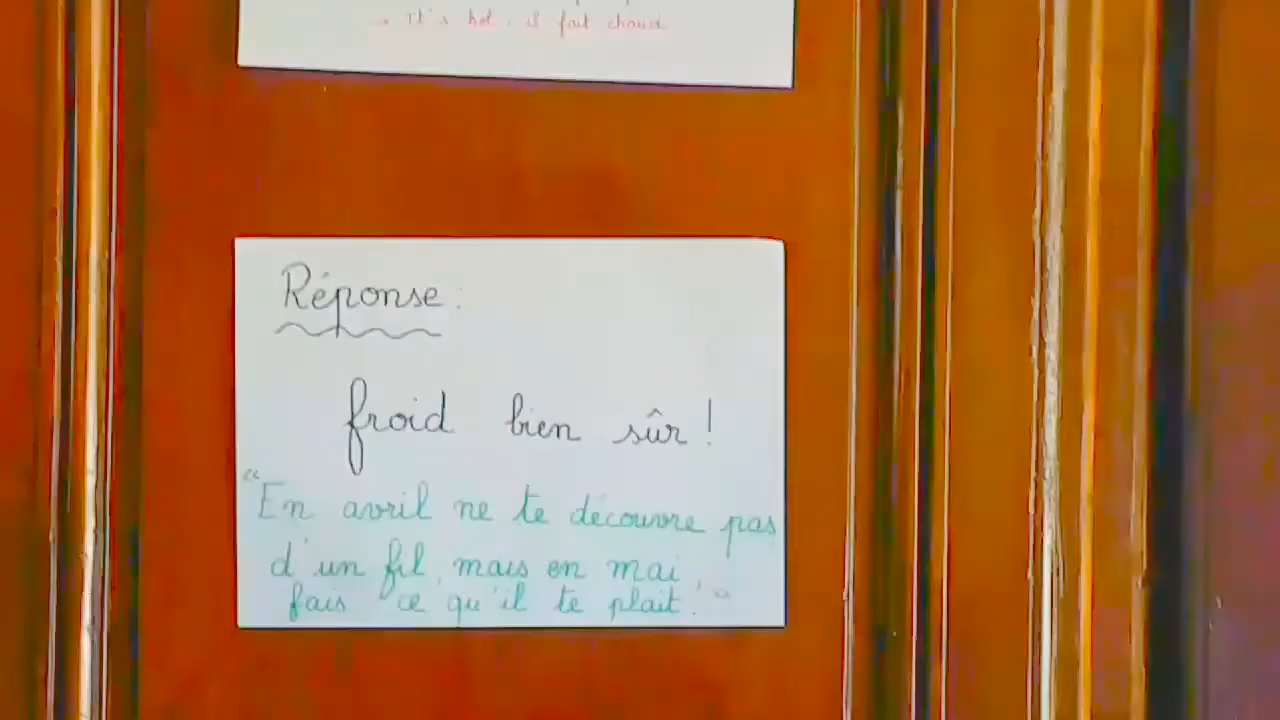 → It's hot : il fait chaud
Réponse :
froid bien sûr !
"En avril ne te découvre pas
d'un fil, mais en mai,
fais ce qu'il te plait!"